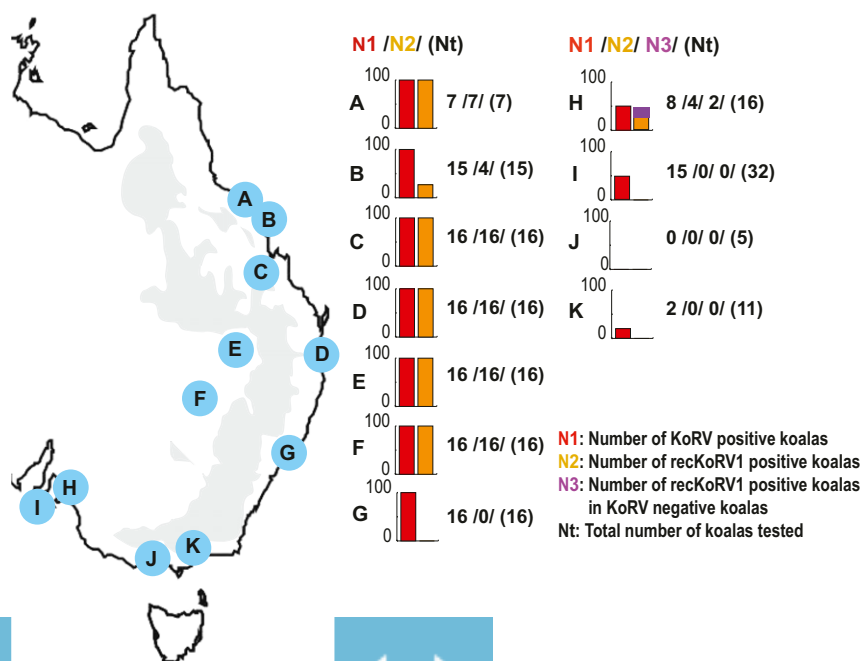 N1 /N2/ (Nt)
A 100 0 7 /7/ (7)
B 100 0 15 /4/ (15)
C 100 0 16 /16/ (16)
D 100 0 16 /16/ (16)
E 100 0 16 /16/ (16)
F 100 0 16 /16/ (16)
G 100 0 16 /0/ (16)
N1 /N2/ N3/ (Nt)
H 100 0 8 /4/ 2/ (16)
I 100 0 15 /0/ 0/ (32)
J 100 0 0 /0/ 0/ (5)
K 100 0 2 /0/ 0/ (11)
N1: Number of KoRV positive koalas
N2: Number of recKoRV1 positive koalas
N3: Number of recKoRV1 positive koalas
in KoRV negative koalas
Nt: Total number of koalas tested
A
B
C
E
D
F
G
H
I
K
J